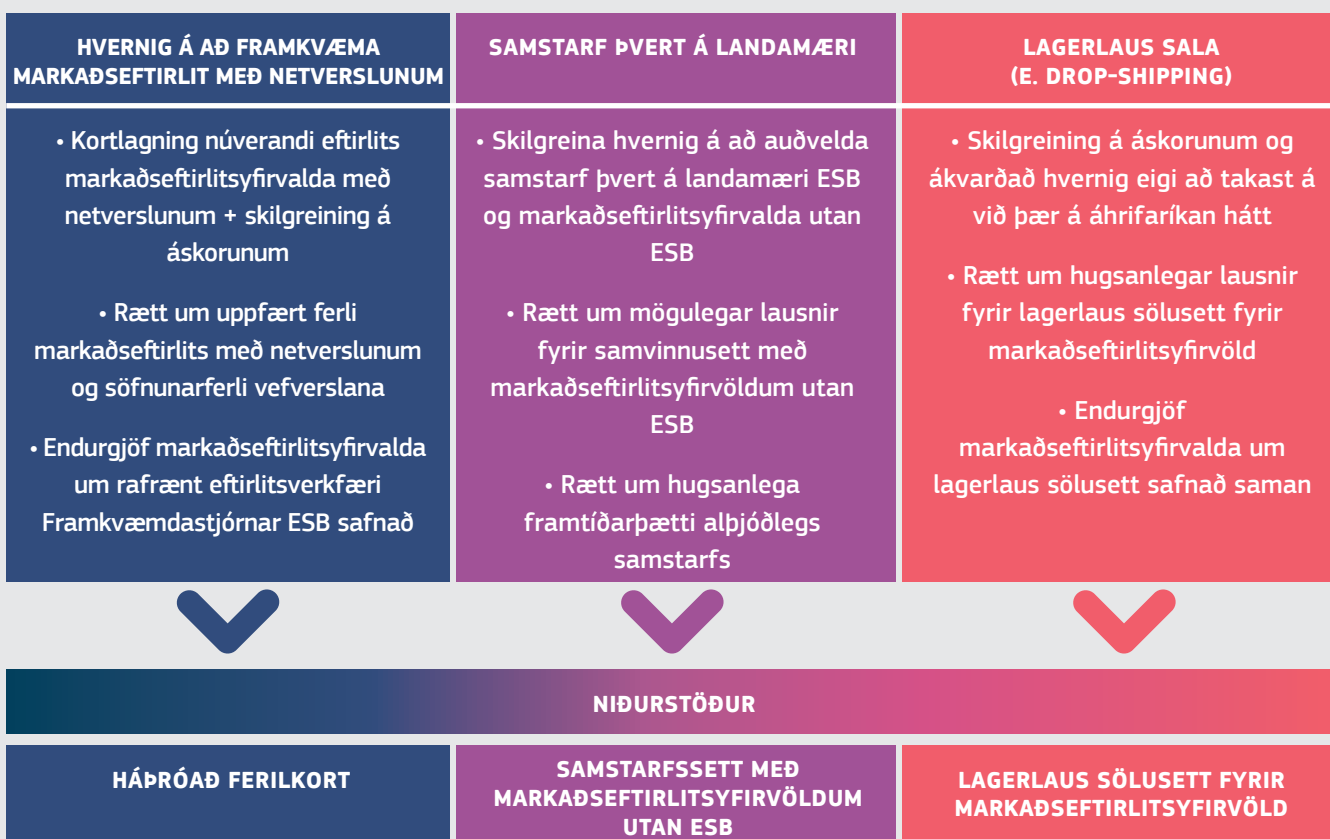 HVERNIG Á AÐ FRAMKVÆMA
MARKAÐSEFTIRLIT MEÐ NETVERSLUNUM
• Kortlagning núverandi eftirlits
markaðseftirlitsyfirvalda með
netverslunum + skilgreining á
áskorunum
• Rætt um uppfært ferli
markaðseftirlits með netverslunum
og söfnunarferli vefverslana
• Endurgjöf markaðseftirlitsyfirvalda
um rafrænt eftirlitsverkfæri
Framkvæmdastjórnar ESB safnað
SAMSTARF ÞVERT Á LANDAMÆRI
• Skilgreina hvernig á að auðvelda
samstarf þvert á landamæri ESB
og markaðseftirlitsyfirvalda utan
ESB
• Rætt um mögulegar lausnir
fyrir samvinnusett með
markaðseftirlitsyfirvöldum utan
ESB
• Rætt um hugsanlega
framtíðarþætti alþjóðlegs
samstarfs
LAGERLAUS SALA
(E. DROP-SHIPPING)
• Skilgreining á áskorunum og
ákvarðað hvernig eigi að takast á
við þær á áhrifaríkan hátt
• Rætt um hugsanlegar lausnir
fyrir lagerlaus sölusett fyrir
markaðseftirlitsyfirvöld
• Endurgjöf
markaðseftirlitsyfirvalda um
lagerlaus sölusett safnað saman
NIÐURSTÖÐUR
HÁÞRÓAÐ FERILKORT
SAMSTARFSSETT MEÐ
MARKAÐSEFTIRLITSYFIRVÖLDUM
UTAN ESB
LAGERLAUS SÖLUSETT FYRIR
MARKAÐSEFTIRLITSYFIRVÖLD